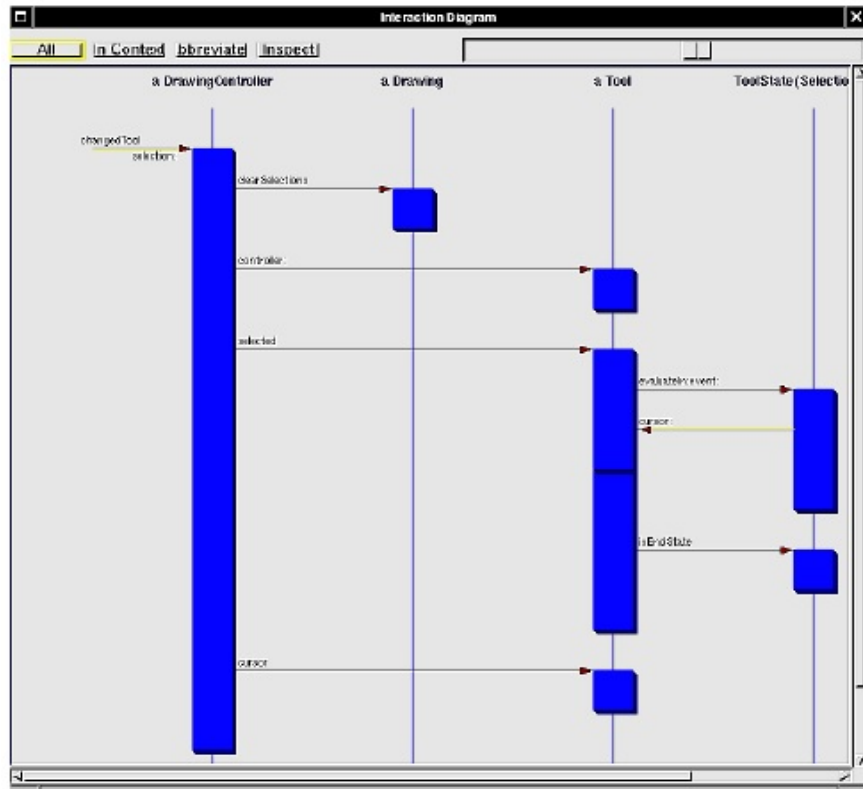 Interaction Diagram
All In Context bbreviate Inspect
a DrawingController a Drawing a Tool ToolState(Selectio
changedTool
selection:
clearSelections
controller:
selected
evaluateIn:event:
cursor:
inEndState
cursor